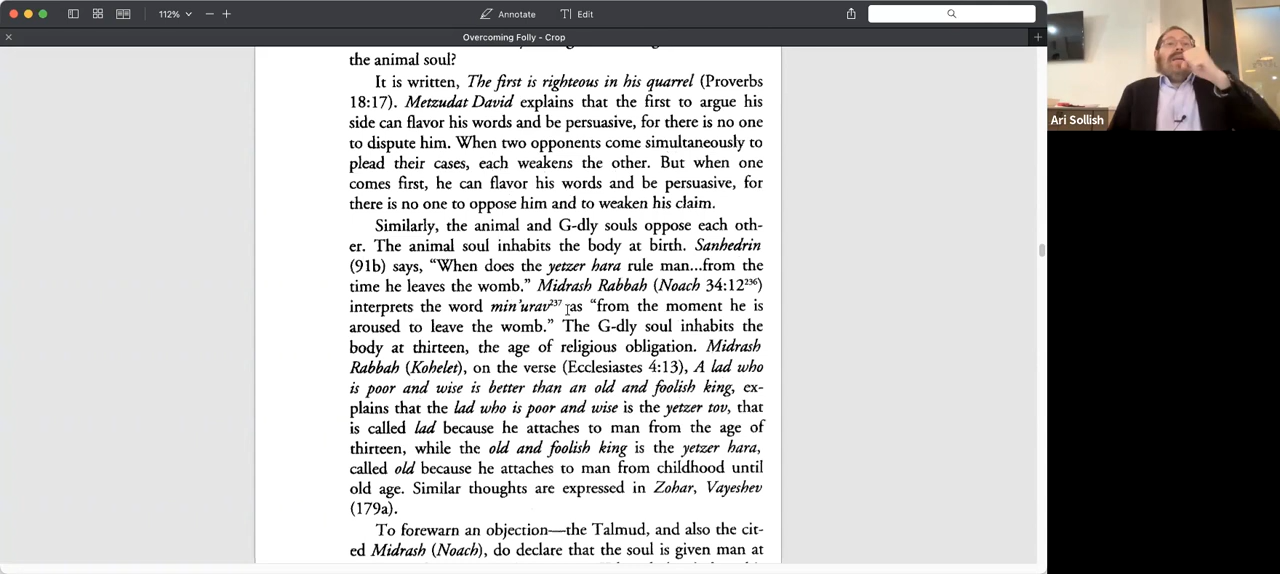 112%
Annotate
Edit
Overcoming Folly - Crop
the animal soul?
It is written, The first is righteous in his quarrel (Proverbs
18:17). Metzudat David explains that the first to argue his
side can flavor his words and be persuasive, for there is no one
to dispute him. When two opponents come simultaneously to
plead their cases, each weakens the other. But when one
comes first, he can flavor his words and be persuasive, for
there is no one to oppose him and to weaken his claim.
Similarly, the animal and G-dly souls oppose each oth-
er. The animal soul inhabits the body at birth. Sanhedrin
(91b) says, “When does the yetzer hara rule man...from the
time he leaves the womb.” Midrash Rabbah (Noach 34:12236)
interprets the word min’urav237 as “from the moment he is
aroused to leave the womb.” The G-dly soul inhabits the
body at thirteen, the age of religious obligation. Midrash
Rabbah (Kohelet), on the verse (Ecclesiastes 4:13), A lad who
is poor and wise is better than an old and foolish king, ex-
plains that the lad who is poor and wise is the yetzer tov, that
is called lad because he attaches to man from the age of
thirteen, while the old and foolish king is the yetzer hara,
called old because he attaches to man from childhood until
old age. Similar thoughts are expressed in Zohar, Vayeshev
(179a).
To forewarn an objection—the Talmud, and also the cit-
ed Midrash (Noach), do declare that the soul is given man at
Ari Sollish